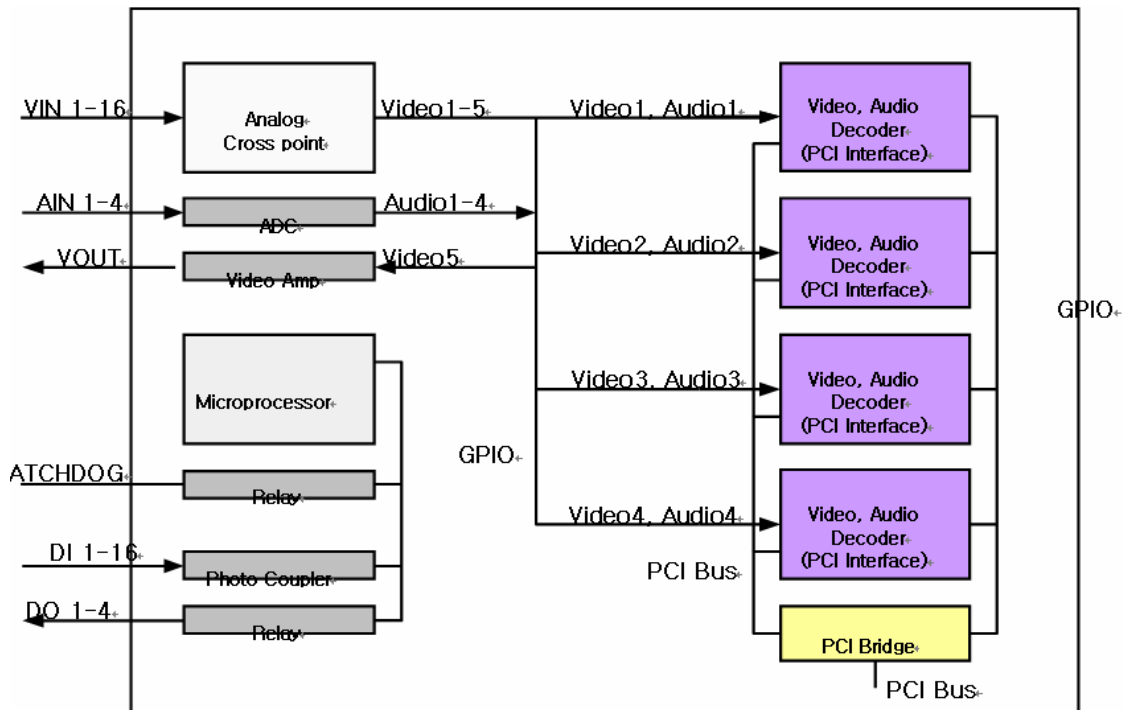 VIN 1-16
Analog
Cross point
Video1-5
Video1, Audio1
Video, Audio
Decoder
(PCI Interface)
AIN 1-4
ADC
Audio1-4
VOUT
Video Amp
Video5
Video2, Audio2
Video, Audio
Decoder
(PCI Interface)
GPIO
Microprocessor
Video3, Audio3
Video, Audio
Decoder
(PCI Interface)
GPIO
ATCHDOG
Relay
Video4, Audio4
Video, Audio
Decoder
(PCI Interface)
DI 1-16
Photo Coupler
PCI Bus
DO 1-4
Relay
PCI Bridge
PCI Bus